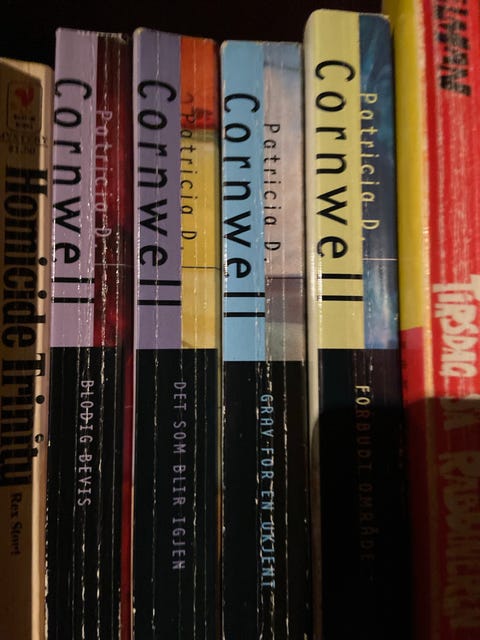 Homicide Trinity
Rex Stout
Patricia D.
Cornwell
BLODIG BEVIS
Patricia D.
Cornwell
DET SOM BLIR IGJEN
Patricia D.
Cornwell
GRAV FOR EN UKJENT
Patricia D.
Cornwell
FORBUDT OMRÅDE
TIRSDAG